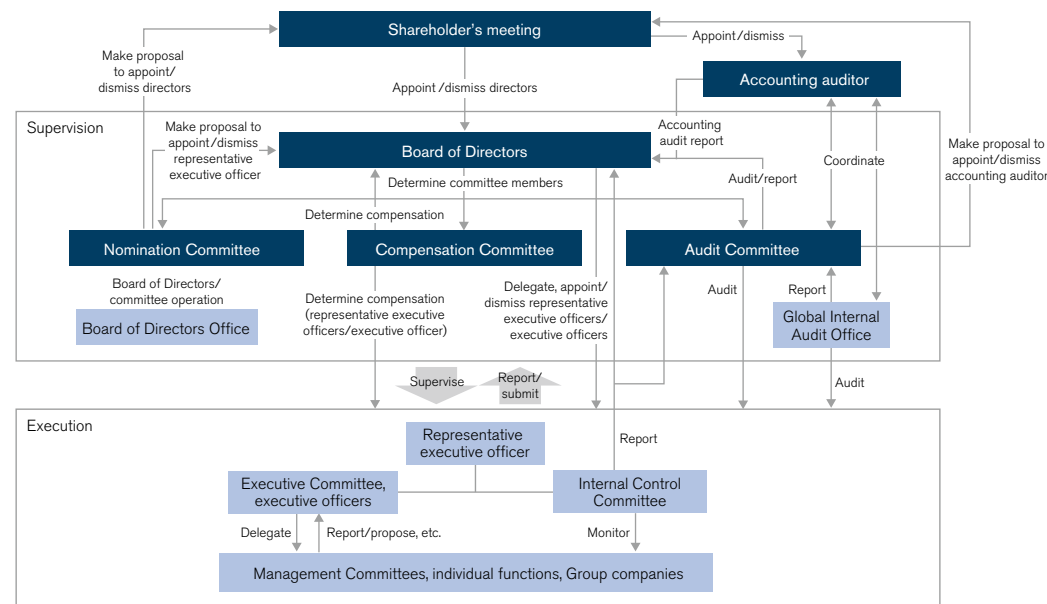 Shareholder's meeting
Make proposal
to appoint/
dismiss directors
Appoint/dismiss directors
Appoint/dismiss
Accounting auditor
Supervision
Make proposal to
appoint/dismiss
representative
executive officer
Board of Directors
Accounting
audit report
Coordinate
Make proposal to
appoint/dismiss
accounting auditor
Determine committee members
Audit/report
Determine compensation
Nomination Committee
Compensation Committee
Audit Committee
Board of Directors/
committee operation
Board of Directors Office
Determine compensation
(representative executive
officers/executive officer)
Delegate, appoint/
dismiss representative
executive officers/
executive officers
Audit
Report
Global Internal
Audit Office
Supervise
Report/
submit
Audit
Execution
Representative
executive officer
Report
Executive Committee,
executive officers
Internal Control
Committee
Delegate
Report/propose, etc.
Monitor
Management Committees, individual functions, Group companies